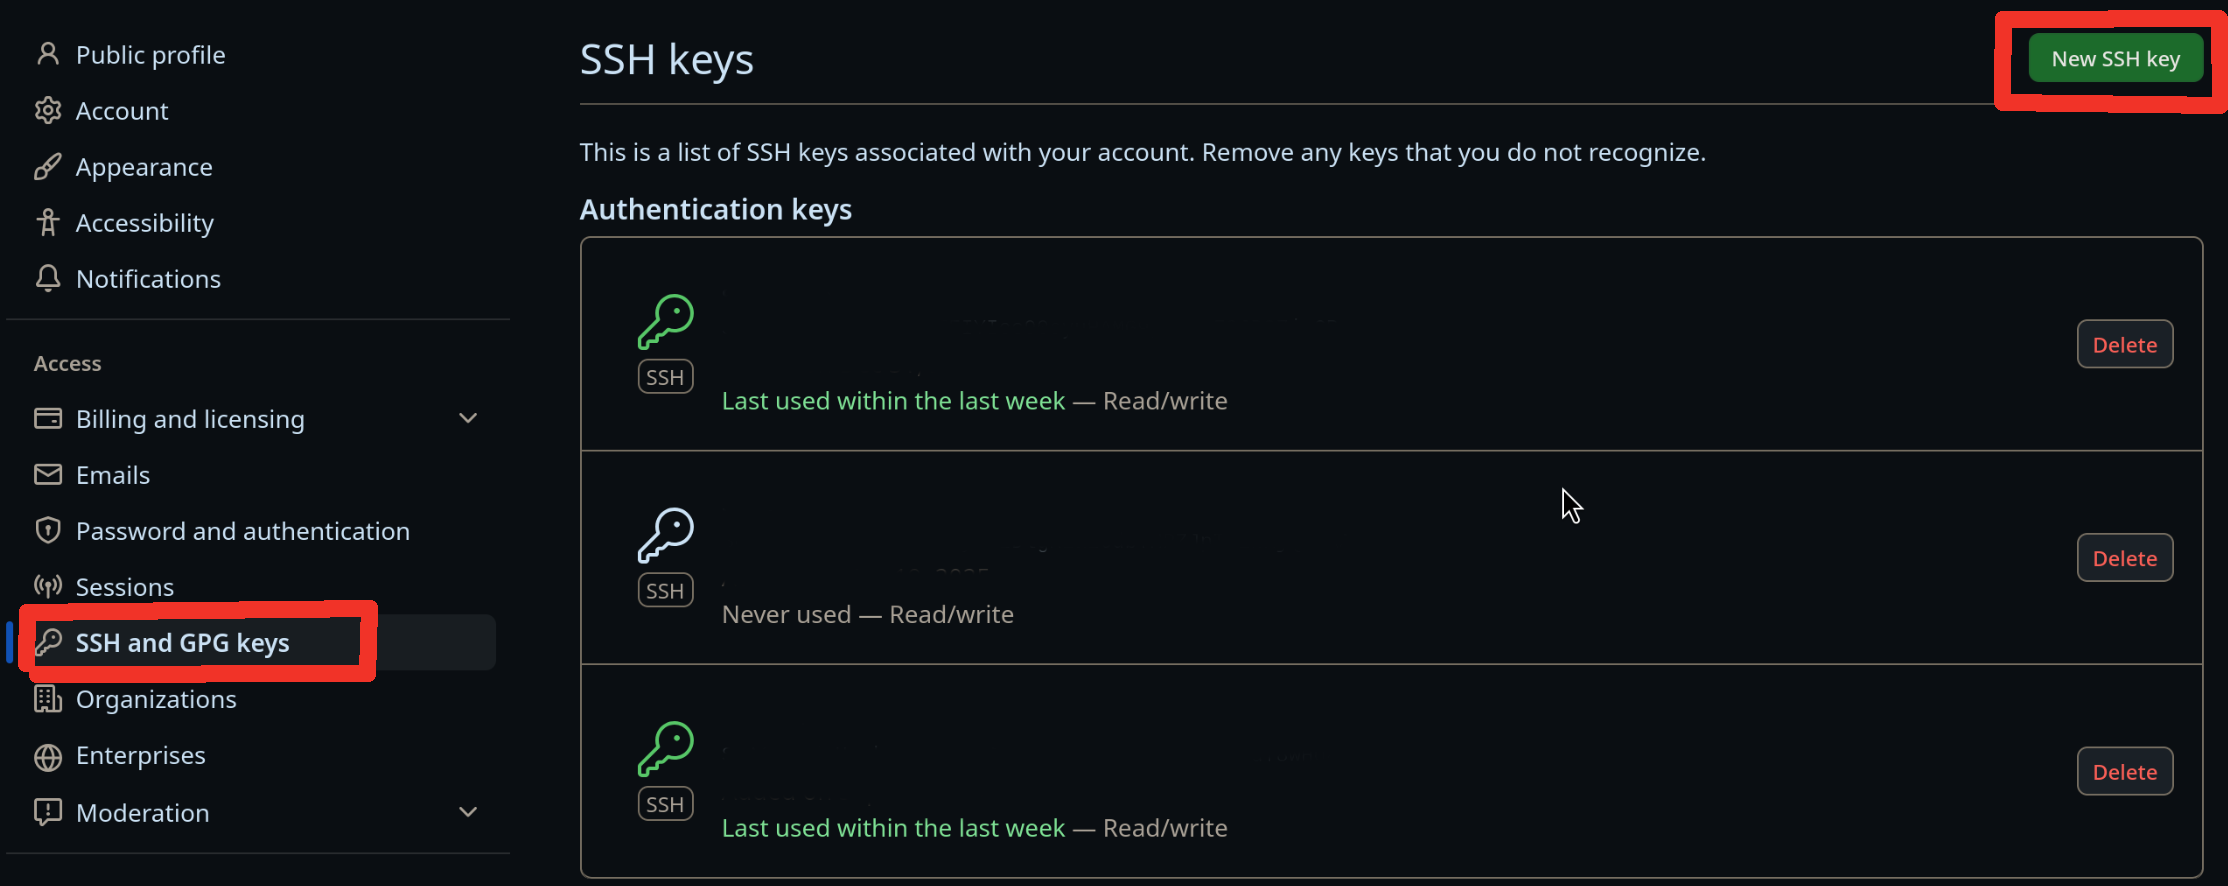 Public profile
Account
Appearance
Accessibility
Notifications
Access
Billing and licensing
Emails
Password and authentication
Sessions
SSH and GPG keys
Organizations
Enterprises
Moderation
SSH keys
New SSH key
This is a list of SSH keys associated with your account. Remove any keys that you do not recognize.
Authentication keys
SSH
Last used within the last week — Read/write
Delete
SSH
Never used — Read/write
Delete
SSH
Last used within the last week — Read/write
Delete